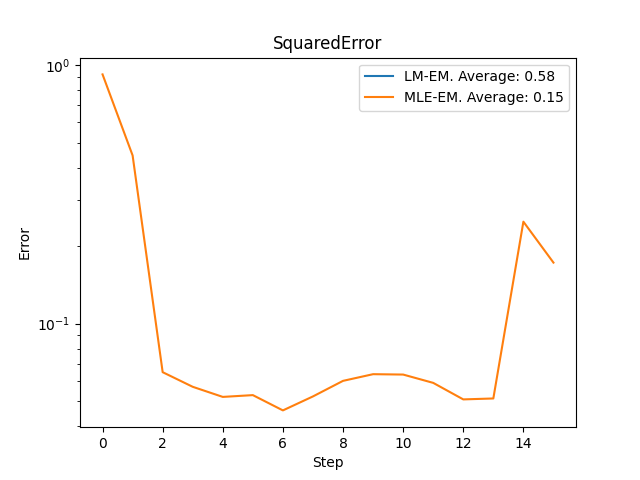 SquaredError
10⁰
LM-EM. Average: 0.58
MLE-EM. Average: 0.15
Error
10⁻¹
0 2 4 6 8 10 12 14
Step